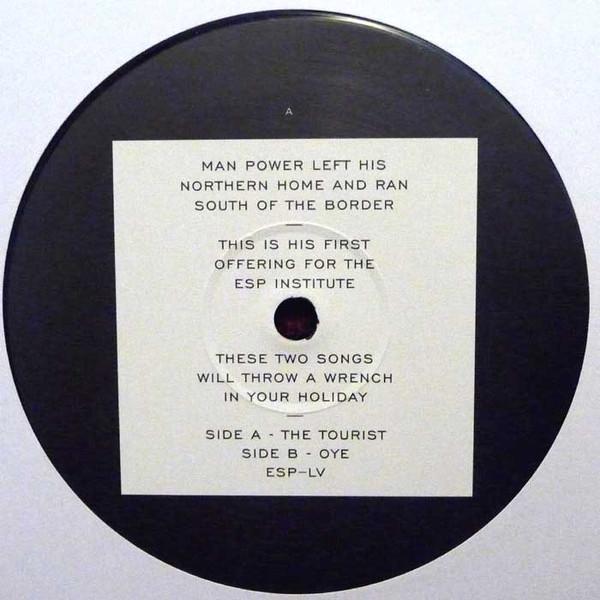 A
MAN POWER LEFT HIS
NORTHERN HOME AND RAN
SOUTH OF THE BORDER
THIS IS HIS FIRST
OFFERING FOR THE
ESP INSTITUTE
THESE TWO SONGS
WILL THROW A WRENCH
IN YOUR HOLIDAY
SIDE A - THE TOURIST
SIDE B - OYE
ESP–LV